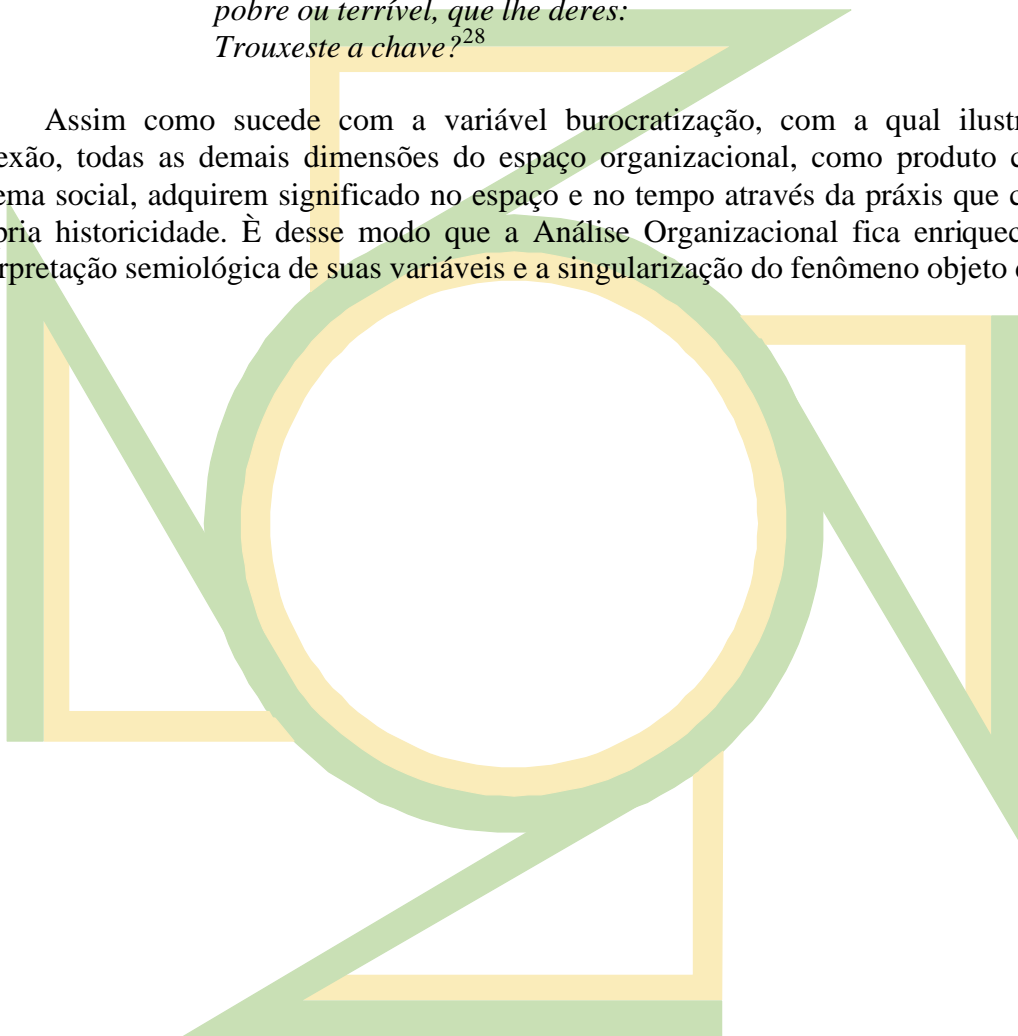 pobre ou terrível, que lhe deres:
Trouxeste a chave?28
Assim como sucede com a variável burocratização, com a qual ilustr
exão, todas as demais dimensões do espaço organizacional, como produto
ema social, adquirem significado no espaço e no tempo através da práxis que
pria historicidade. È desse modo que a Análise Organizacional fica enriquec
rpretação semiológica de suas variáveis e a singularização do fenômeno objeto